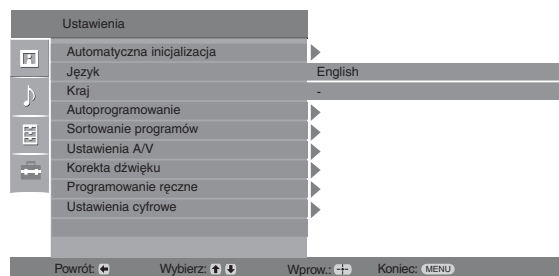 Ustawienia
Automatyczna inicjalizacja
Język English
Kraj -
Autoprogramowanie
Sortowanie programów
Ustawienia A/V
Korekta dźwięku
Programowanie ręczne
Ustawienia cyfrowe
Powrót: Wybierz: Wprow.: Koniec: MENU